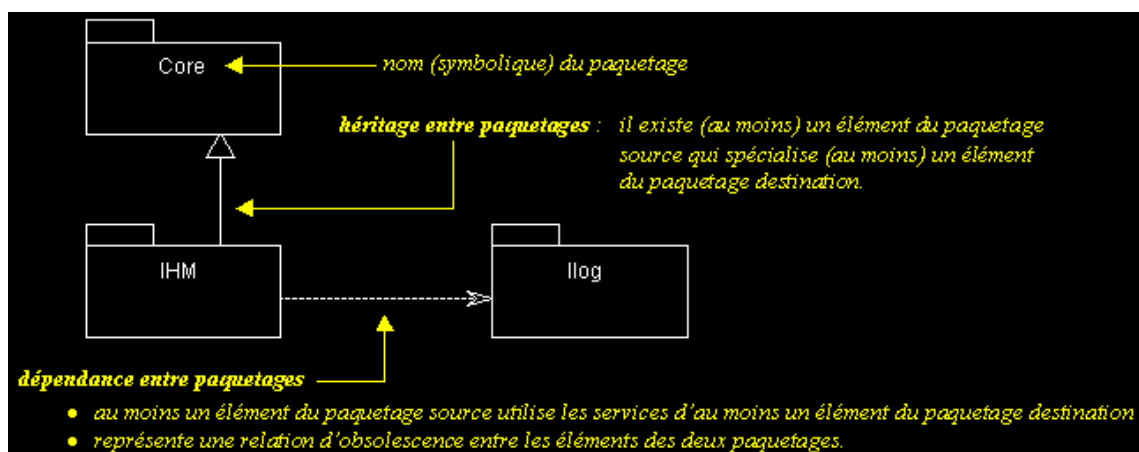 Core
nom (symbolique) du paquetage
héritage entre paquetages : il existe (au moins) un élément du paquetage
source qui spécialise (au moins) un élément
du paquetage destination.
IHM
Ilog
dépendance entre paquetages
● au moins un élément du paquetage source utilise les services d'au moins un élément du paquetage destination
● représente une relation d'obsolescence entre les éléments des deux paquetages.